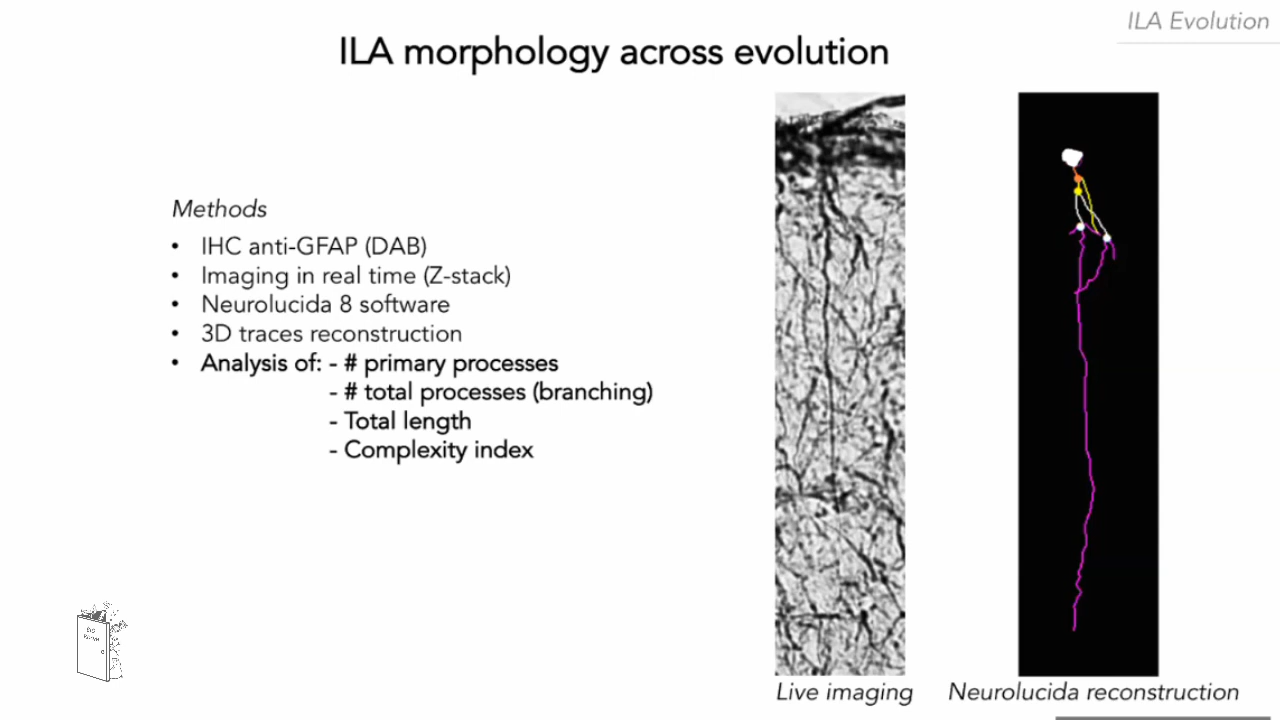 ILA Evolution
ILA morphology across evolution
Methods
• IHC anti-GFAP (DAB)
• Imaging in real time (Z-stack)
• Neurolucida 8 software
• 3D traces reconstruction
• Analysis of: - # primary processes
- # total processes (branching)
- Total length
- Complexity index
Live imaging
Neurolucida reconstruction